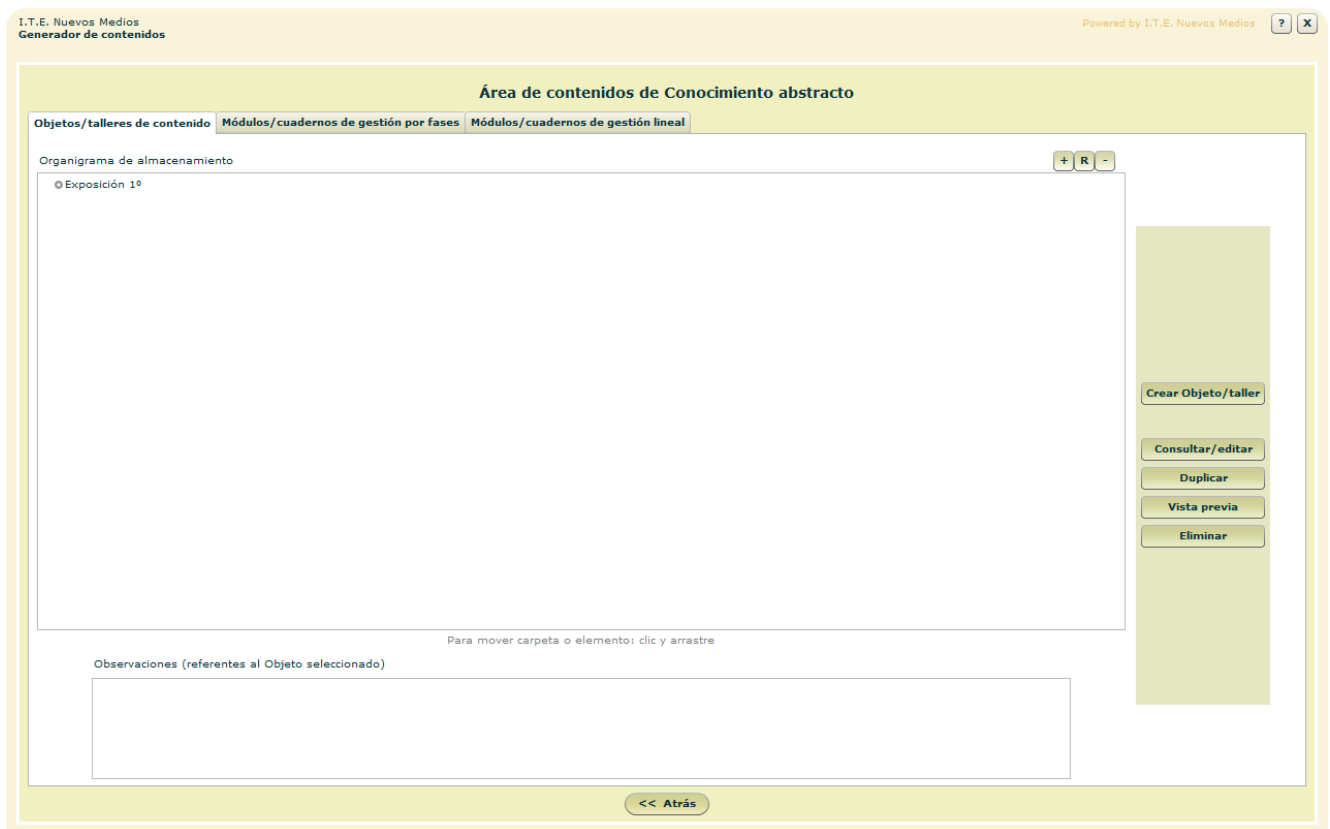 I.T.E. Nuevos Medios
Generador de contenidos
Powered by I.T.E. Nuevos Medios
?
X
Área de contenidos de Conocimiento abstracto
Objetos/talleres de contenido
Módulos/cuadernos de gestión por fases
Módulos/cuadernos de gestión lineal
Organigrama de almacenamiento
+
R
-
Exposición 1º
Crear Objeto/taller
Consultar/editar
Duplicar
Vista previa
Eliminar
Para mover carpeta o elemento: clic y arrastre
Observaciones (referentes al Objeto seleccionado)
<< Atrás